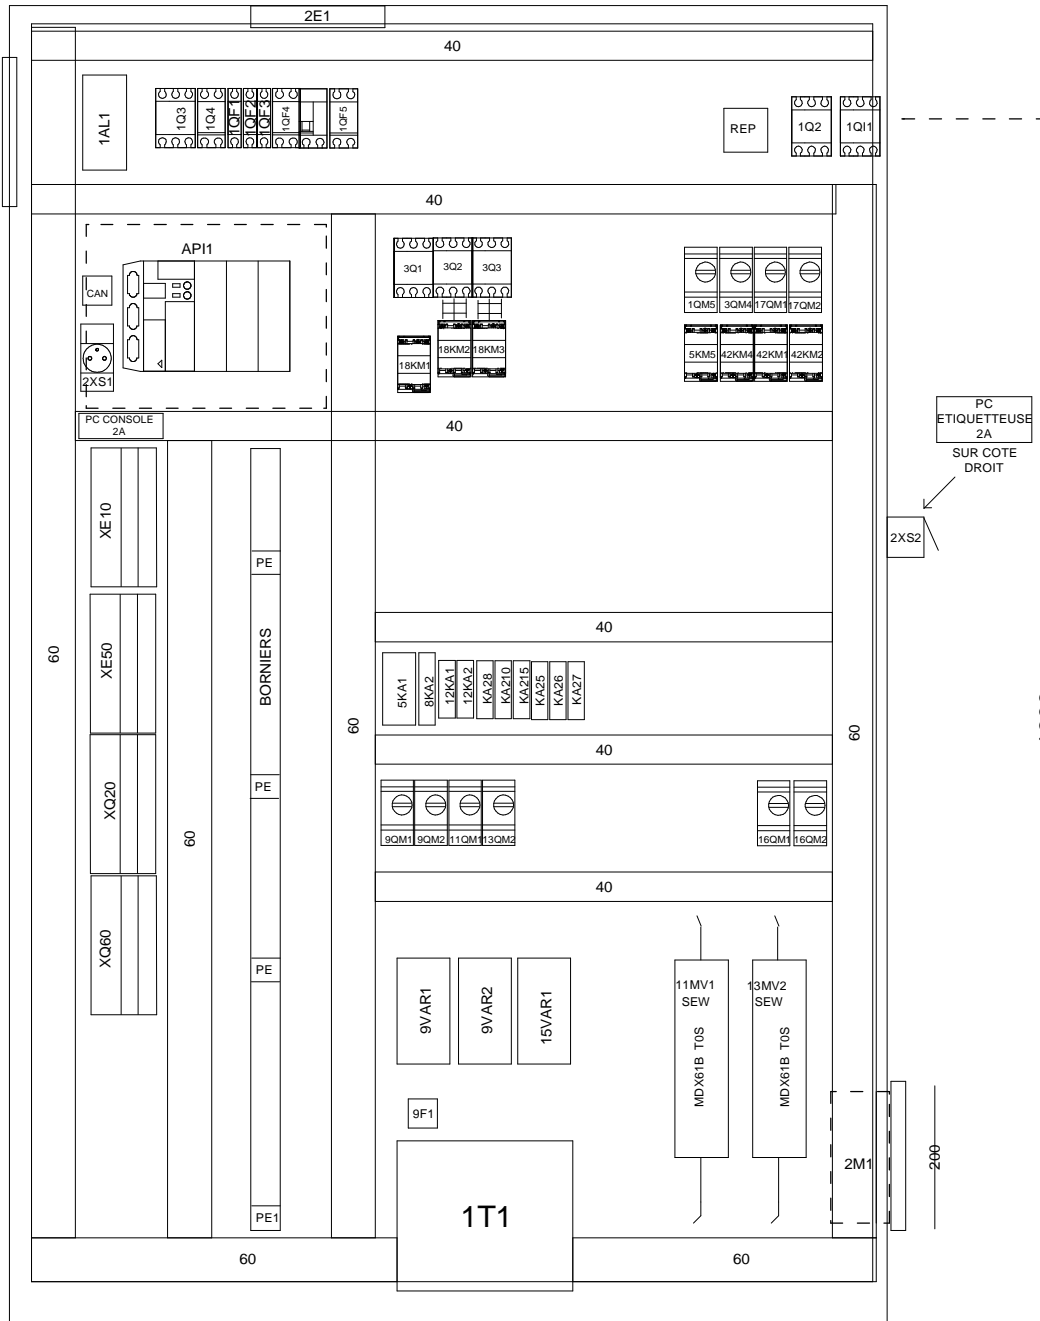 2E1
40
1AL1
1Q3
1Q4
1QF1
1QF2
1QF3
1QF4
1QF5
REP
1Q2
1QI1
40
API1
CAN
2XS1
3Q1
3Q2
3Q3
18KM1
18KM2
18KM3
1QM5
3QM4
17QM1
17QM2
5KM5
42KM4
42KM1
42KM2
PC CONSOLE
2A
40
PC
ETIQUETTEUSE
2A
SUR COTE
DROIT
2XS2
XE10
XE50
XQ20
XQ60
60
60
PE
BORNIERS
PE
PE
PE1
60
60
40
5KA1
8KA2
12KA1
12KA2
KA28
KA210
KA215
KA25
KA26
KA27
40
9QM1
9QM2
11QM1
13QM2
16QM1
16QM2
40
9VAR1
9VAR2
15VAR1
11MV1
SEW
MDX61B T0S
13MV2
SEW
MDX61B T0S
9F1
1T1
2M1
200
60
60